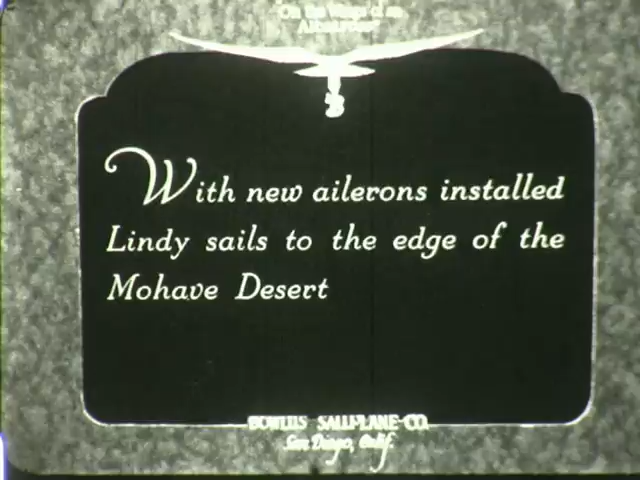 "On the Wings of an
Albatross"
With new ailerons installed
Lindy sails to the edge of the
Mohave Desert
BOWLUS SAILPLANE CO.
San Diego, Calif.